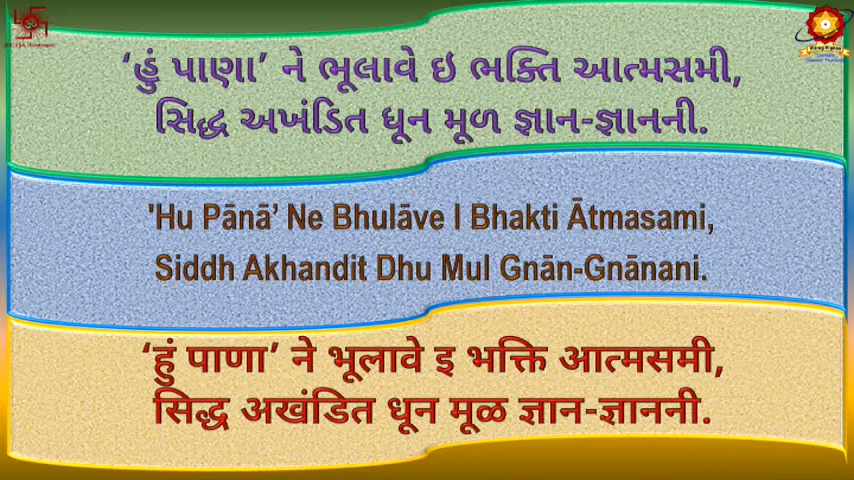 ‘હું પાણા’ ને ભૂલાવે ઇ ભક્તિ આત્મસમી,
સિદ્ધ અખંડિત ધૂન મૂળ જ્ઞાન-જ્ઞાનની.
'Hu Pānā’ Ne Bhulāve I Bhakti Ātmasami,
Siddh Akhandit Dhu Mul Gnān-Gnānani.
‘हुं पाणा’ ने भूलावे इ भक्ति आत्मसमी,
सिद्ध अखंडित धून मूळ ज्ञान-ज्ञाननी.